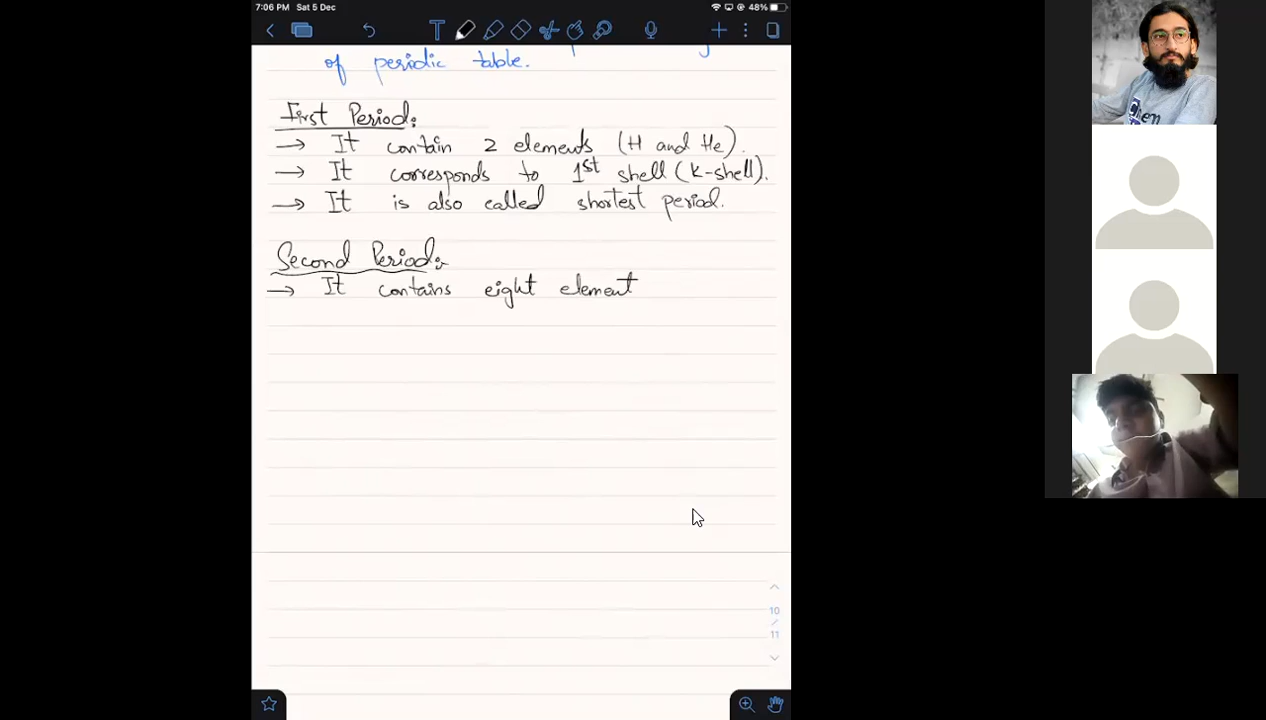 7:06 PM Sat 5 Dec
48%
of periodic table.
First Period:
→ It contain 2 elements (H and He).
→ It corresponds to 1st shell (K-shell).
→ It is also called shortest period.
Second Period:
→ It contains eight element
10
/
11